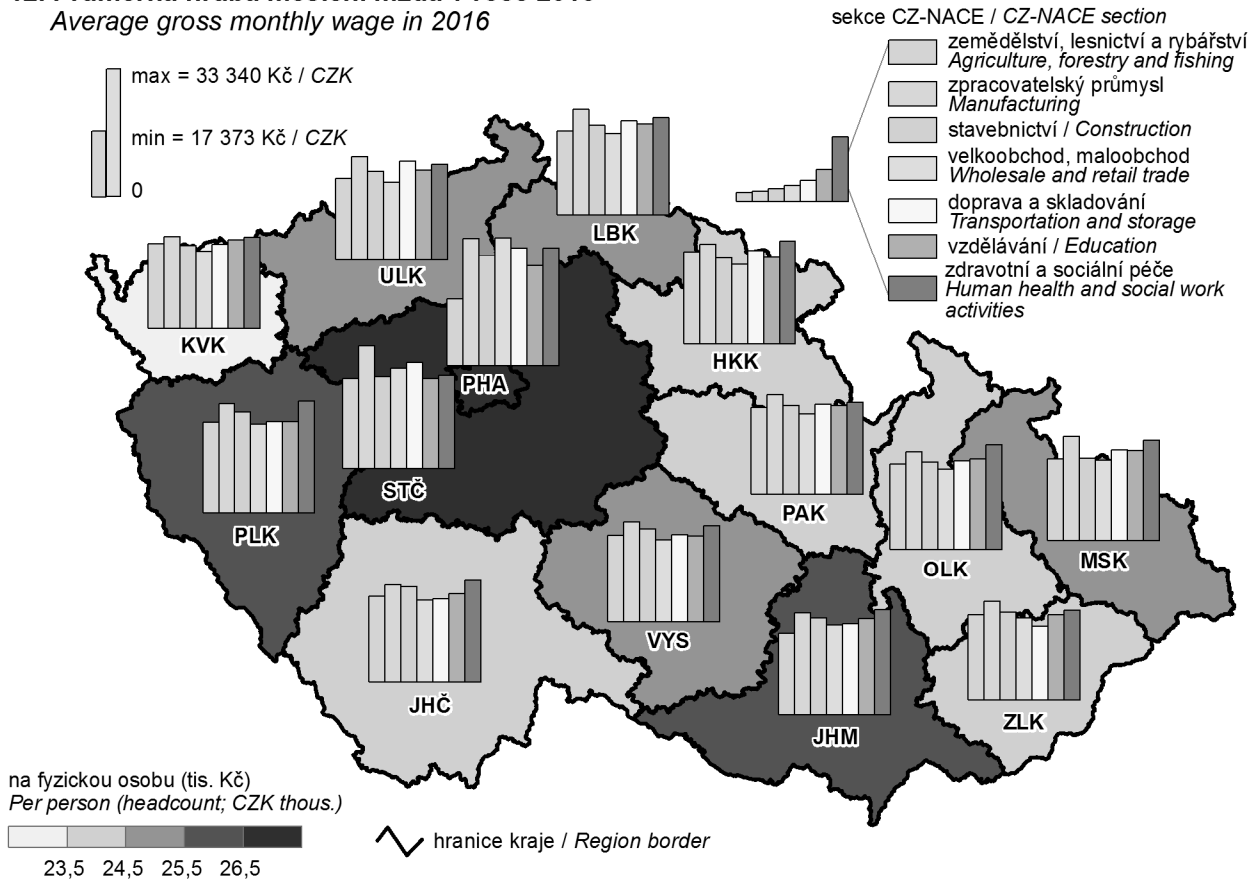 Average gross monthly wage in 2016
sekce CZ-NACE / CZ-NACE section
zemědělství, lesnictví a rybářství
Agriculture, forestry and fishing
zpracovatelský průmysl
Manufacturing
stavebnictví / Construction
velkoobchod, maloobchod
Wholesale and retail trade
doprava a skladování
Transportation and storage
vzdělávání / Education
zdravotní a sociální péče
Human health and social work
activities
max = 33 340 Kč / CZK
min = 17 373 Kč / CZK
0
LBK
ULK
KVK
HKK
PHA
STČ
PLK
PAK
OLK
MSK
VYS
JHČ
ZLK
JHM
na fyzickou osobu (tis. Kč)
Per person (headcount; CZK thous.)
23,5 24,5 25,5 26,5
hranice kraje / Region border